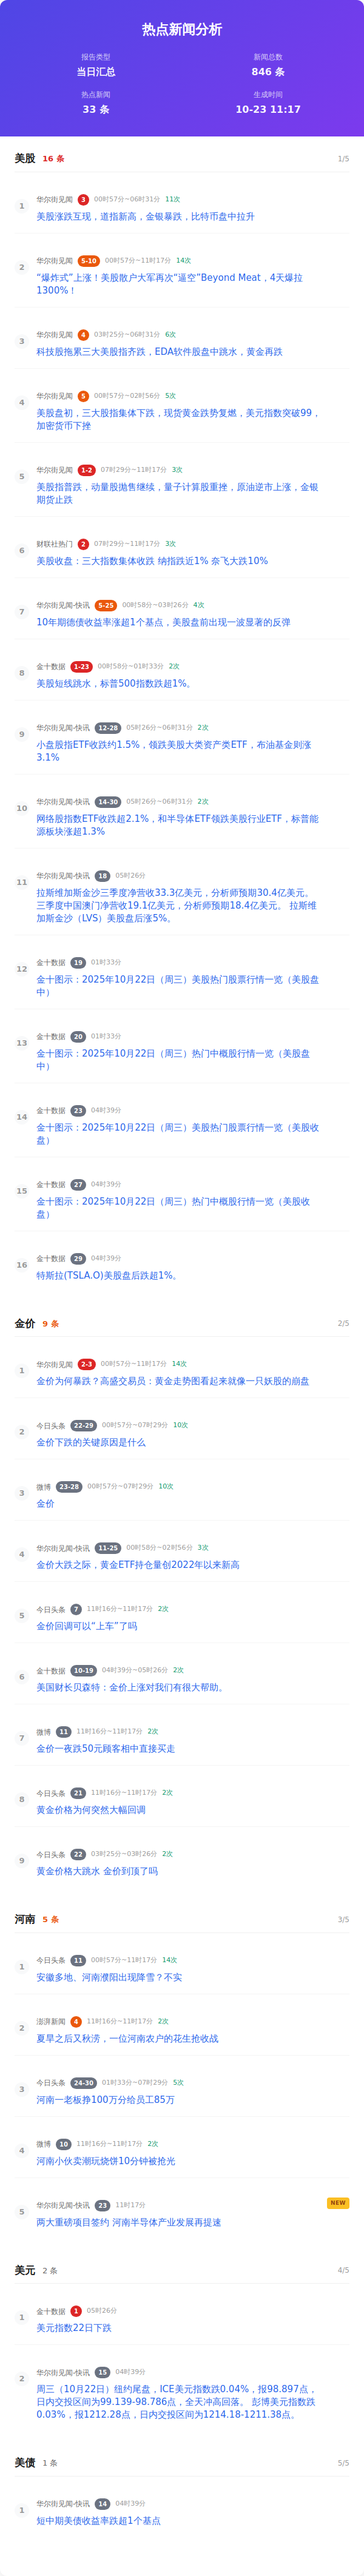 热点新闻分析
报告类型
新闻总数
当日汇总
846 条
热点新闻
生成时间
33 条
10-23 11:17
美股 16 条 1/5
1
华尔街见闻 3 00时57分~06时31分 11次
美股涨跌互现，道指新高，金银暴跌，比特币盘中拉升
2
华尔街见闻 5-10 00时57分~11时17分 14次
“爆炸式”上涨！美股散户大军再次“逼空”Beyond Meat，4天爆拉
1300%！
3
华尔街见闻 4 03时25分~06时31分 6次
科技股拖累三大美股指齐跌，EDA软件股盘中跳水，黄金再跌
4
华尔街见闻 5 00时57分~02时56分 5次
美股盘初，三大股指集体下跌，现货黄金跌势复燃，美元指数突破99，
加密货币下挫
5
华尔街见闻 1-2 07时29分~11时17分 3次
美股指普跌，动量股抛售继续，量子计算股重挫，原油逆市上涨，金银
期货止跌
6
财联社热门 2 07时29分~11时17分 3次
美股收盘：三大指数集体收跌 纳指跌近1% 奈飞大跌10%
7
华尔街见闻-快讯 5-25 00时58分~03时26分 4次
10年期德债收益率涨超1个基点，美股盘前出现一波显著的反弹
8
金十数据 1-23 00时58分~01时33分 2次
美股短线跳水，标普500指数跌超1%。
9
华尔街见闻-快讯 12-28 05时26分~06时31分 2次
小盘股指ETF收跌约1.5%，领跌美股大类资产类ETF，布油基金则涨
3.1%
10
华尔街见闻-快讯 14-30 05时26分~06时31分 2次
网络股指数ETF收跌超2.1%，和半导体ETF领跌美股行业ETF，标普能
源板块涨超1.3%
11
华尔街见闻-快讯 18 05时26分
拉斯维加斯金沙三季度净营收33.3亿美元，分析师预期30.4亿美元。
三季度中国澳门净营收19.1亿美元，分析师预期18.4亿美元。 拉斯维
加斯金沙（LVS）美股盘后涨5%。
12
金十数据 19 01时33分
金十图示：2025年10月22日（周三）美股热门股票行情一览（美股盘
中）
13
金十数据 20 01时33分
金十图示：2025年10月22日（周三）热门中概股行情一览（美股盘
中）
14
金十数据 23 04时39分
金十图示：2025年10月22日（周三）美股热门股票行情一览（美股收
盘）
15
金十数据 27 04时39分
金十图示：2025年10月22日（周三）热门中概股行情一览（美股收
盘）
16
金十数据 29 04时39分
特斯拉(TSLA.O)美股盘后跌超1%。
金价 9 条 2/5
1
华尔街见闻 2-3 00时57分~11时17分 14次
金价为何暴跌？高盛交易员：黄金走势图看起来就像一只妖股的崩盘
2
今日头条 22-29 00时57分~07时29分 10次
金价下跌的关键原因是什么
3
微博 23-28 00时57分~07时29分 10次
金价
4
华尔街见闻-快讯 11-25 00时58分~02时56分 3次
金价大跌之际，黄金ETF持仓量创2022年以来新高
5
今日头条 7 11时16分~11时17分 2次
金价回调可以“上车”了吗
6
金十数据 10-19 04时39分~05时26分 2次
美国财长贝森特：金价上涨对我们有很大帮助。
7
微博 11 11时16分~11时17分 2次
金价一夜跌50元顾客相中直接买走
8
今日头条 21 11时16分~11时17分 2次
黄金价格为何突然大幅回调
9
今日头条 22 03时25分~03时26分 2次
黄金价格大跳水 金价到顶了吗
河南 5 条 3/5
1
今日头条 11 00时57分~11时17分 14次
安徽多地、河南濮阳出现降雪？不实
2
澎湃新闻 4 11时16分~11时17分 2次
夏旱之后又秋涝，一位河南农户的花生抢收战
3
今日头条 24-30 01时33分~07时29分 5次
河南一老板挣100万分给员工85万
4
微博 10 11时16分~11时17分 2次
河南小伙卖潮玩烧饼10分钟被抢光
5
华尔街见闻-快讯 23 11时17分 NEW
两大重磅项目签约 河南半导体产业发展再提速
美元 2 条 4/5
1
金十数据 1 05时26分
美元指数22日下跌
2
华尔街见闻-快讯 15 04时39分
周三（10月22日）纽约尾盘，ICE美元指数跌0.04%，报98.897点，
日内交投区间为99.139-98.786点，全天冲高回落。 彭博美元指数跌
0.03%，报1212.28点，日内交投区间为1214.18-1211.38点。
美债 1 条 5/5
1
华尔街见闻-快讯 14 04时39分
短中期美债收益率跌超1个基点